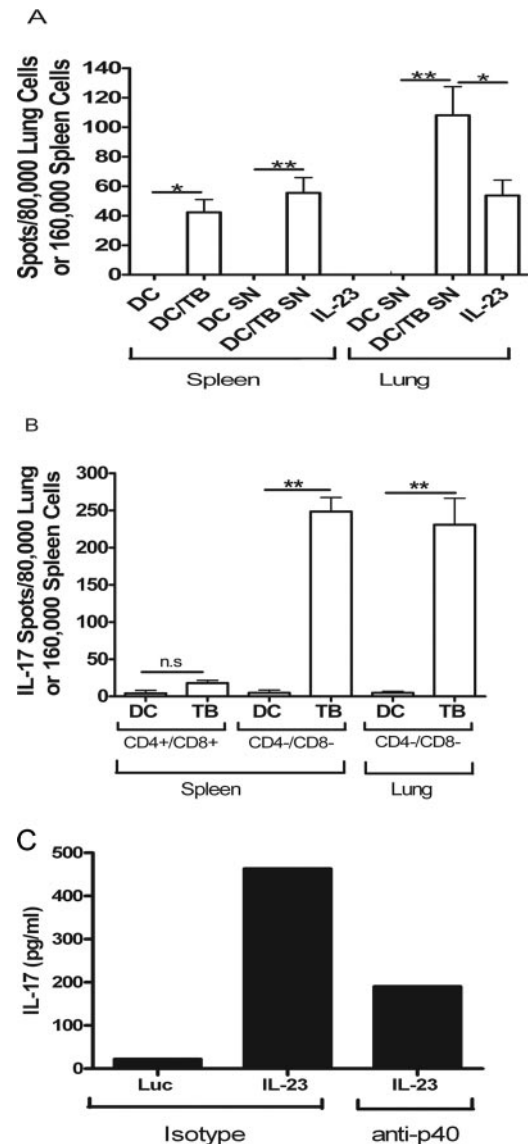 A
Spots/80,000 Lung Cells
or 160,000 Spleen Cells
140
120
100
80
60
40
20
0
* ** ** *
DC DC/TB DC SN DC/TB SN IL-23 DC SN DC/TB SN IL-23
Spleen Lung
B
IL-17 Spots/80,000 Lung
or 160,000 Spleen Cells
300
250
200
150
100
50
0
n.s ** **
DC TB DC TB DC TB
CD4+/CD8+ CD4-/CD8- CD4-/CD8-
Spleen Lung
C
IL-17 (pg/ml)
500
400
300
200
100
0
Luc IL-23 IL-23
Isotype anti-p40